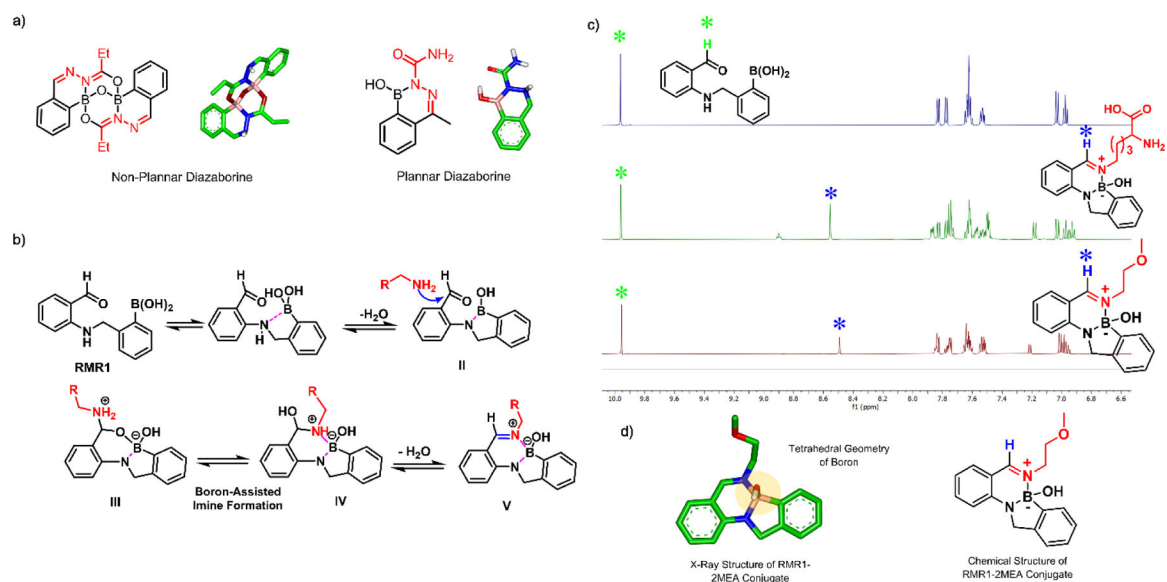 a)
Et
N
N
N
O
O
B
B
O
O
N
N
N
Et
Non-Plannar Diazaborine
O
NH₂
HO
B
N
N
Plannar Diazaborine
b)
H
O
B(OH)₂
N
H
RMR1
H
HO
OH
O
B
N
H
-H₂O
R
NH₂
H
O
OH
B
N
II
R
⊕
NH₂
O
⊖
OH
B
N
III
Boron-Assisted
Imine Formation
R
HO
NH
⊕
⊖
OH
B
N
IV
- H₂O
R
H
⊕
N
⊖
OH
B
N
V
c)
*
*
H
O
B(OH)₂
N
H
*
*
O
OH
*
H
( )₃
NH₂
+
N
B
OH
-
N
*
*
*
H
O
+
N
B
OH
-
N
10.0 9.8 9.6 9.4 9.2 9.0 8.8 8.6 8.4 8.2 8.0 7.8 7.6 7.4 7.2 7.0 6.8 6.6
f1 (ppm)
d)
Tetrahedral Geometry
of Boron
X-Ray Structure of RMR1-
2MEA Conjugate
H
O
+
N
B
OH
-
N
Chemical Structure of
RMR1-2MEA Conjugate